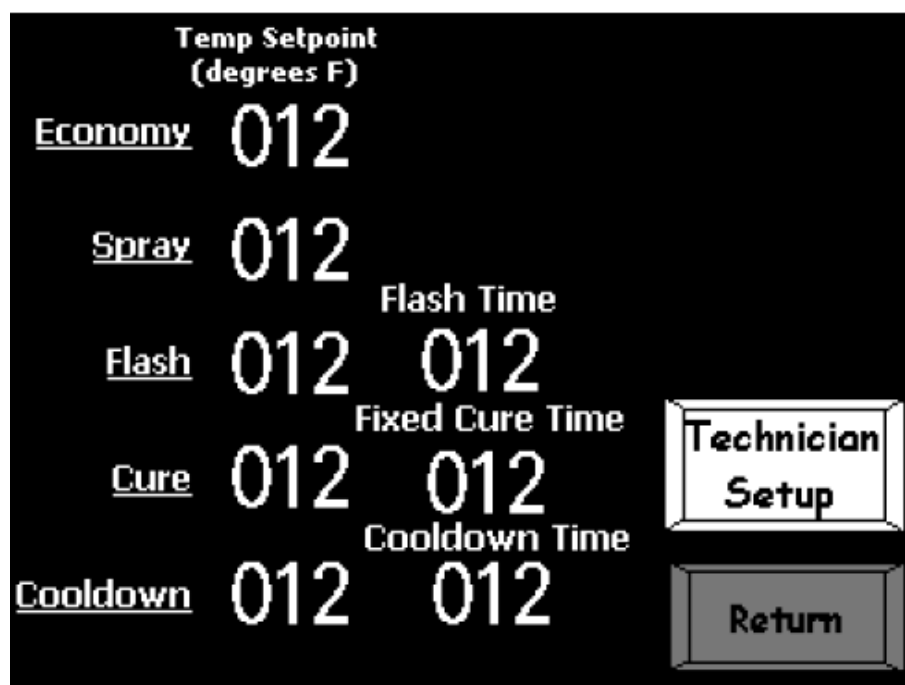 Temp Setpoint
(degrees F)
Economy 012
Spray 012
Flash Time
Flash 012 012
Fixed Cure Time
Cure 012 012
Technician
Setup
Cooldown Time
Cooldown 012 012
Return